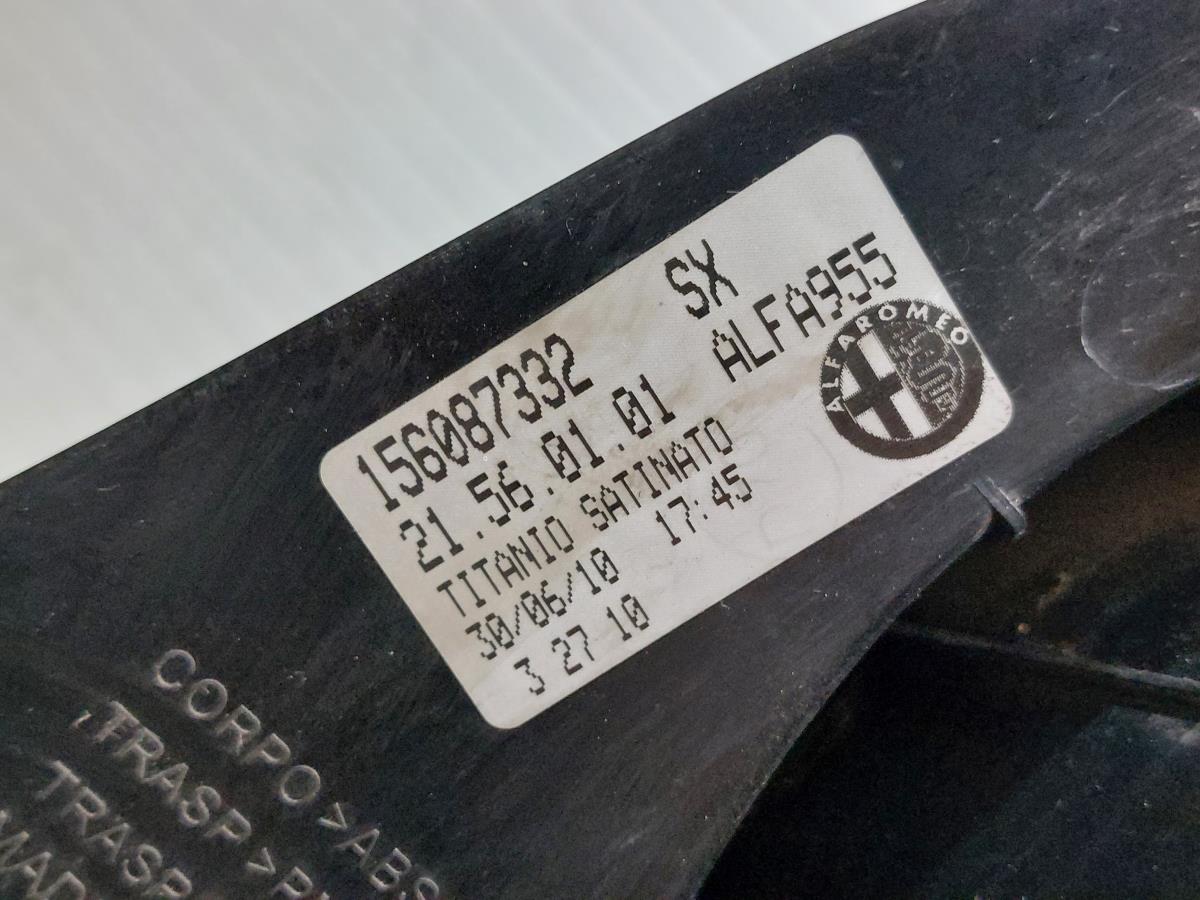 156087332 SX
21.56.01.01 ALFA955
TITANIO SATINATO
30/06/10 17:45
3 27 10
ALFA ROMEO
CORPO>ABS
TRASP>
TRASP